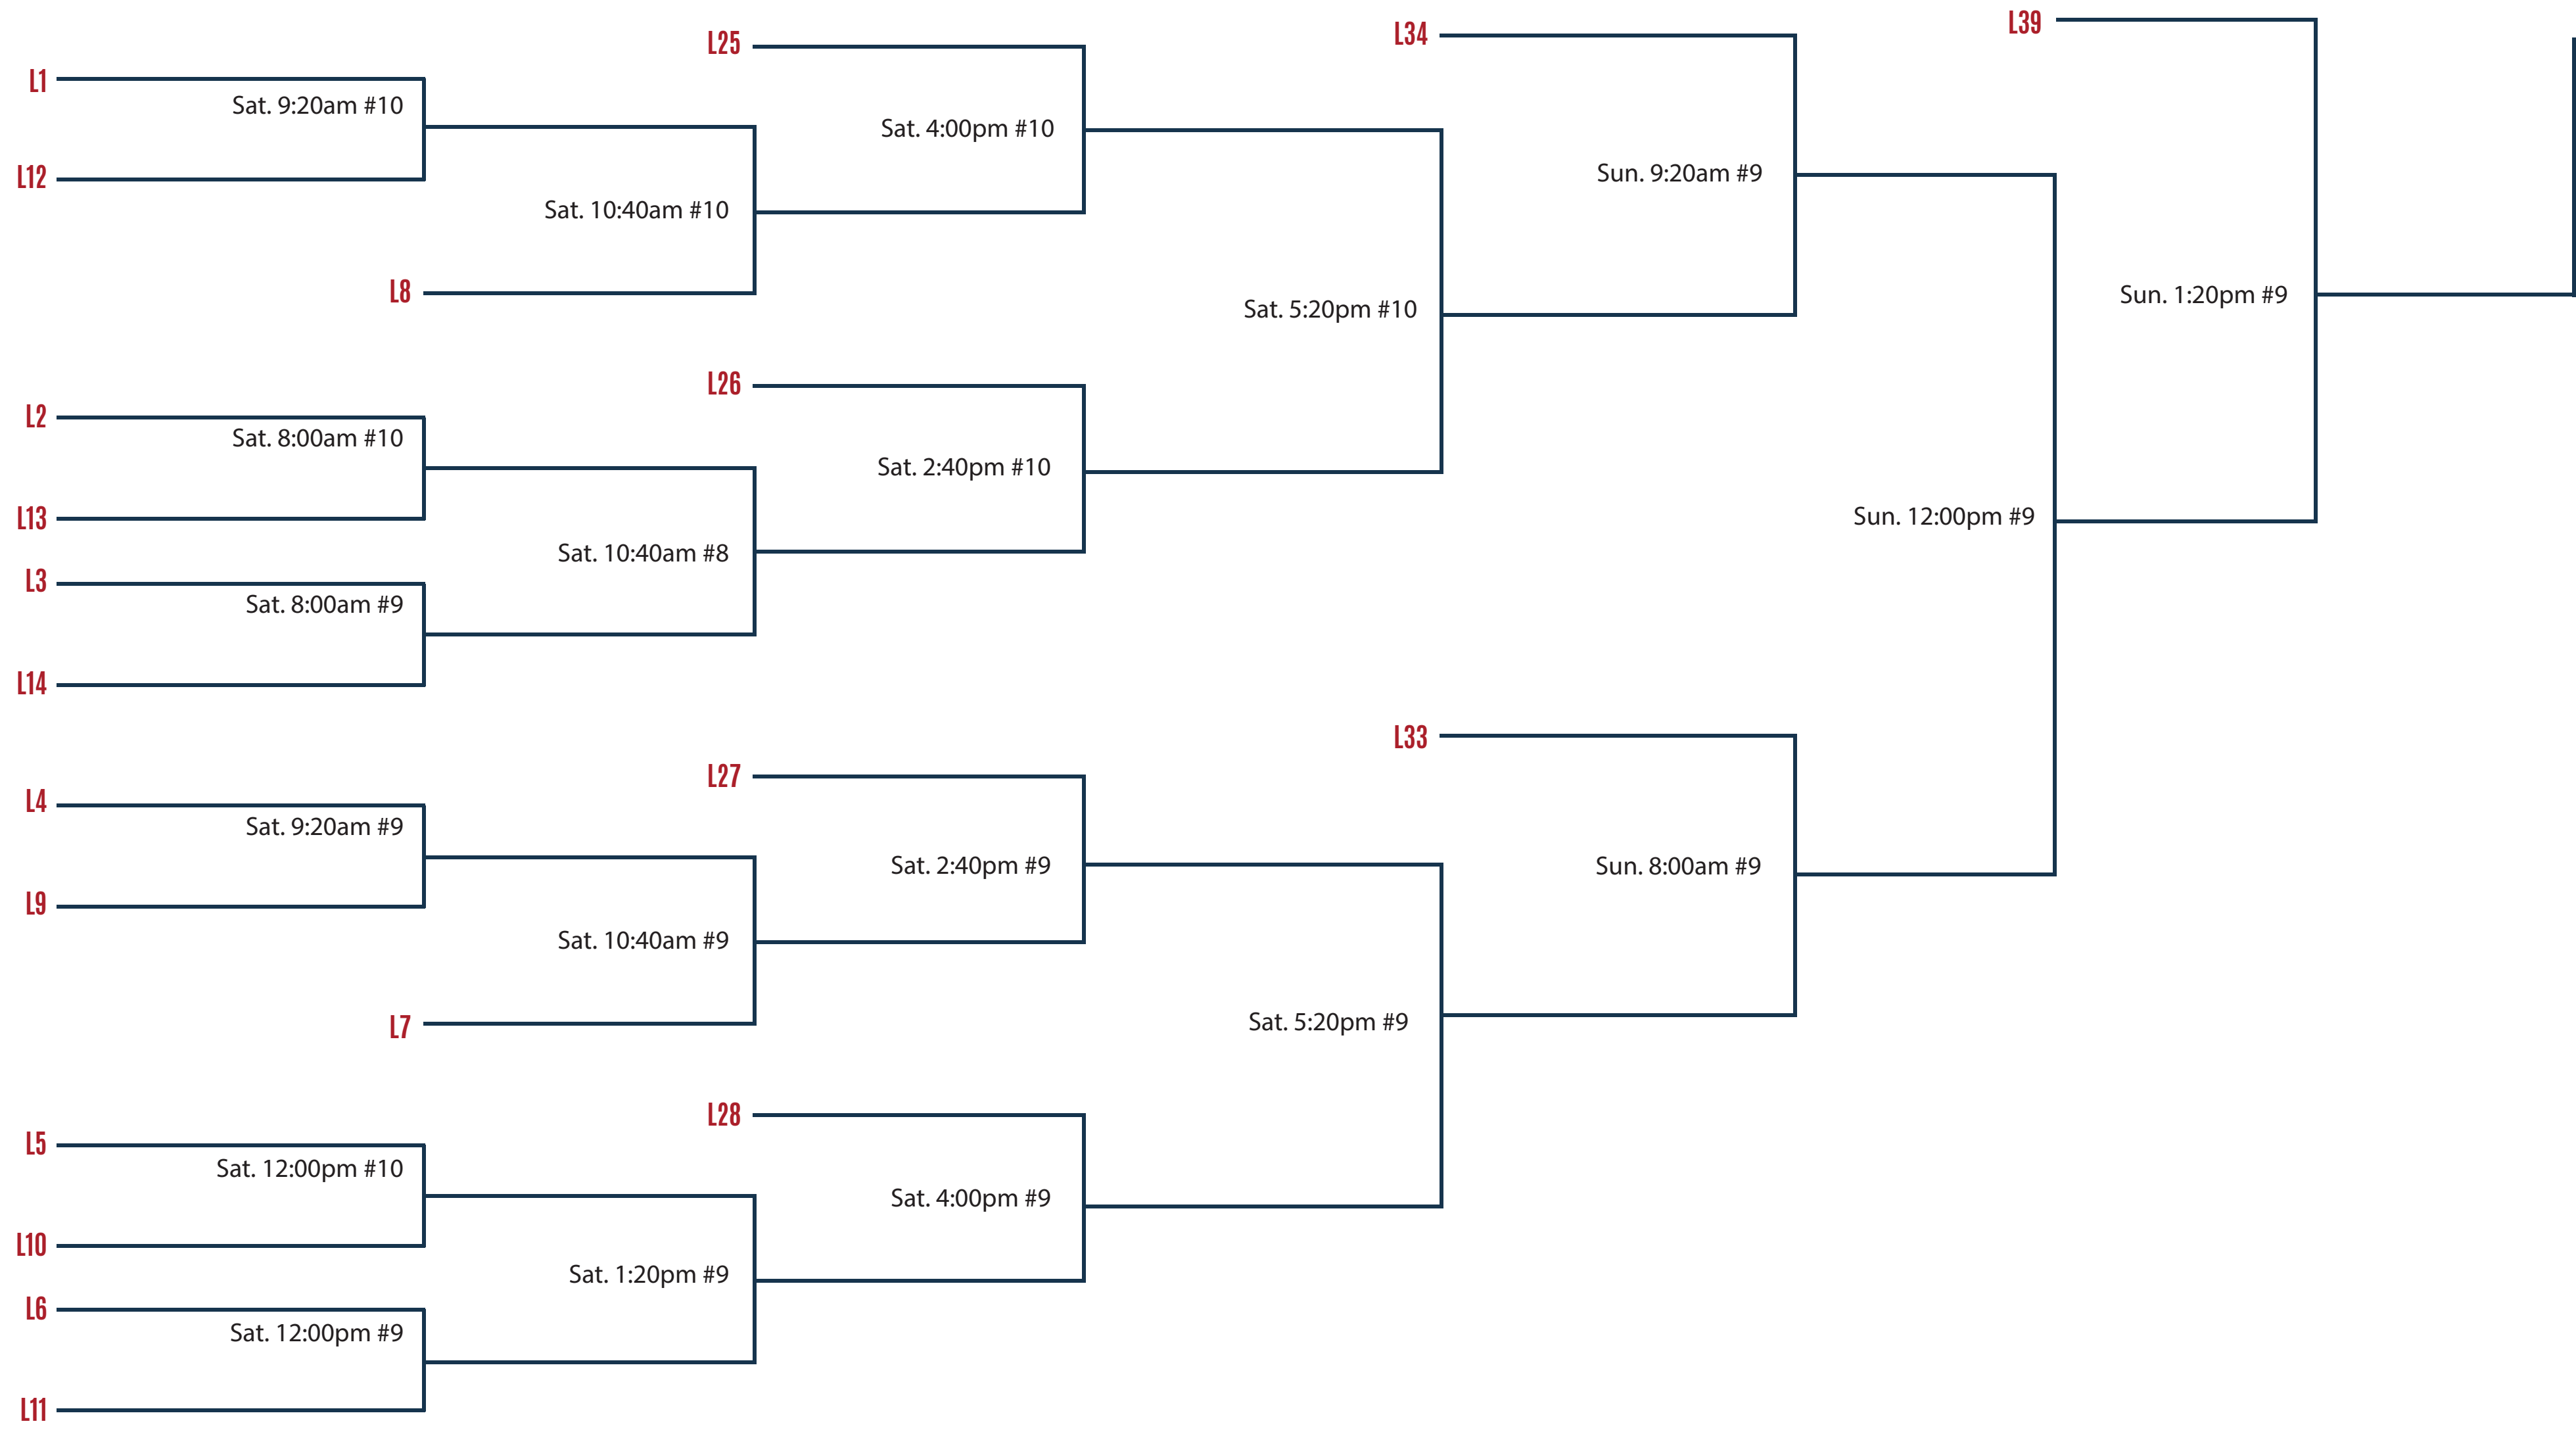 L1
Sat. 9:20am #10
L12
Sat. 10:40am #10
L8
L2
Sat. 8:00am #10
L13
Sat. 10:40am #8
L3
Sat. 8:00am #9
L14
L4
Sat. 9:20am #9
L9
Sat. 10:40am #9
L7
L5
Sat. 12:00pm #10
L10
Sat. 1:20pm #9
L6
Sat. 12:00pm #9
L11
L25
Sat. 4:00pm #10
L26
Sat. 2:40pm #10
Sat. 5:20pm #10
L27
Sat. 2:40pm #9
L28
Sat. 4:00pm #9
Sat. 5:20pm #9
L34
Sun. 9:20am #9
L33
Sun. 8:00am #9
Sun. 12:00pm #9
L39
Sun. 1:20pm #9